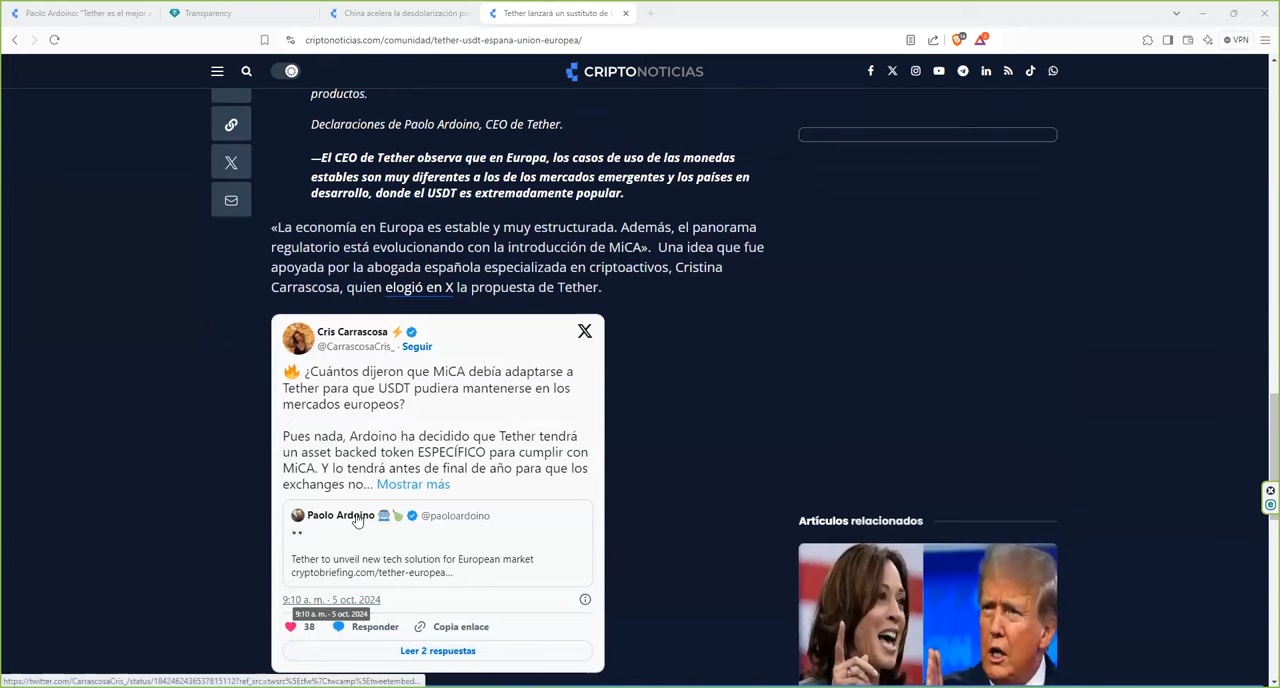 Paolo Ardoino: "Tether es el mejor
Transparency
China acelera la desdolarización po
Tether lanzará un sustituto de
criptonoticias.com/comunidad/tether-usdt-espana-union-europea/
VPN
CRIPTONOTICIAS
productos.
Declaraciones de Paolo Ardoino, CEO de Tether.
—El CEO de Tether observa que en Europa, los casos de uso de las monedas
estables son muy diferentes a los de los mercados emergentes y los países en
desarrollo, donde el USDT es extremadamente popular.
«La economía en Europa es estable y muy estructurada. Además, el panorama
regulatorio está evolucionando con la introducción de MiCA». Una idea que fue
apoyada por la abogada española especializada en criptoactivos, Cristina
Carrascosa, quien elogió en X la propuesta de Tether.
Cris Carrascosa
@CarrascosaCris_ · Seguir
¿Cuántos dijeron que MiCA debía adaptarse a
Tether para que USDT pudiera mantenerse en los
mercados europeos?
Pues nada, Ardoino ha decidido que Tether tendrá
un asset backed token ESPECÍFICO para cumplir con
MiCA. Y lo tendrá antes de final de año para que los
exchanges no... Mostrar más
Paolo Ardoino @paoloardoino
Tether to unveil new tech solution for European market
cryptobriefing.com/tether-europea...
9:10 a. m. · 5 oct. 2024
9:10 a. m. · 5 oct. 2024
38 Responder Copia enlace
Leer 2 respuestas
Artículos relacionados